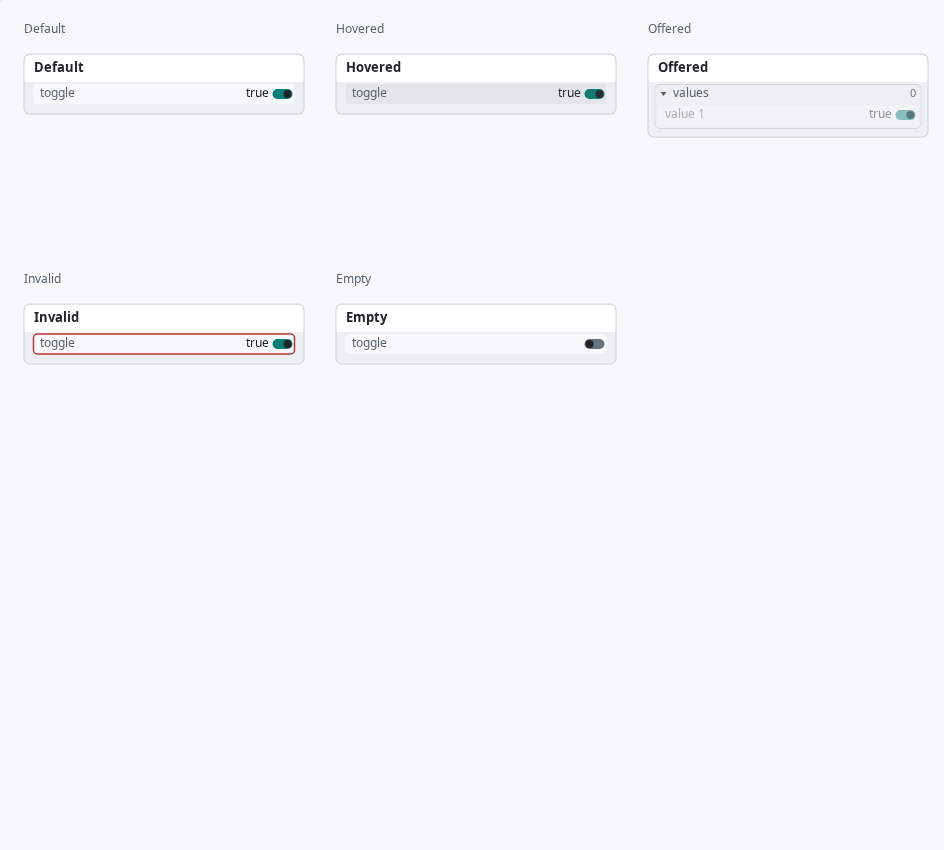 Default
Hovered
Offered
Default
toggle true
Hovered
toggle true
Offered
values 0
value 1 true
Invalid
Empty
Invalid
toggle true
Empty
toggle